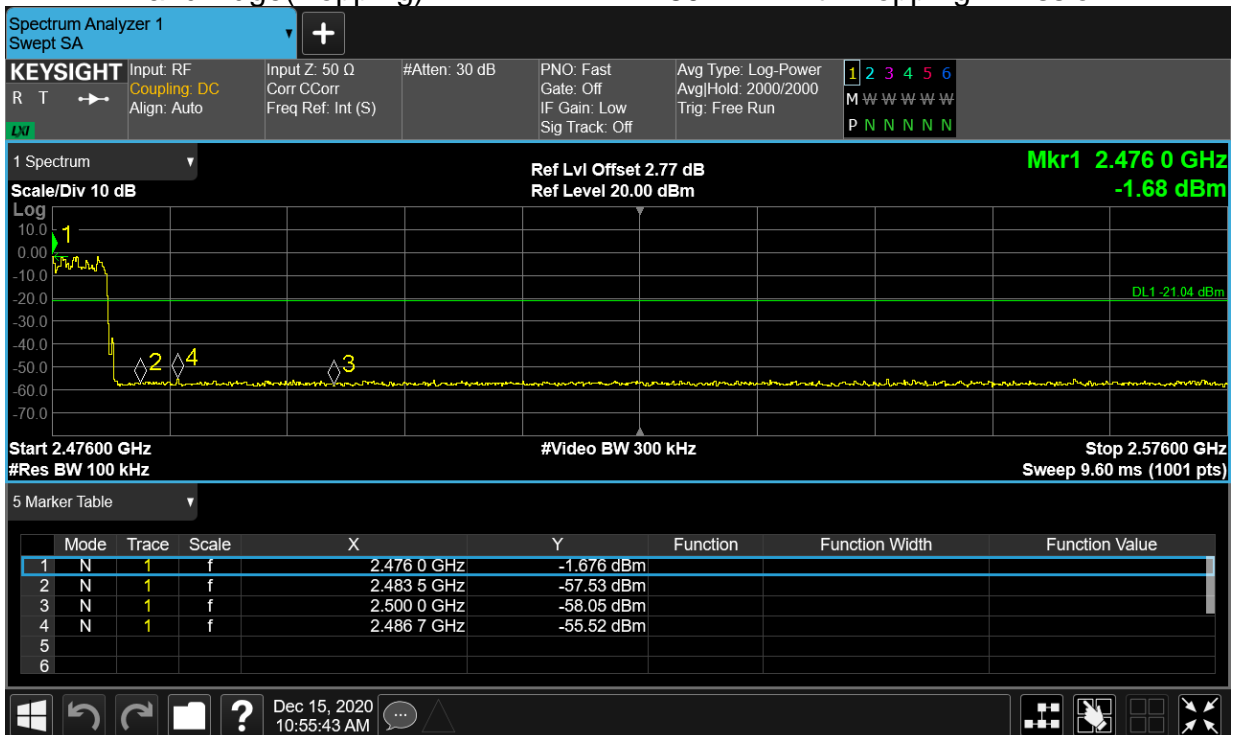 Spectrum Analyzer 1
Swept SA
+
KEYSIGHT
R T
LXI
Input: RF
Coupling: DC
Align: Auto
Input Z: 50 Ω
Corr CCorr
Freq Ref: Int (S)
#Atten: 30 dB
PNO: Fast
Gate: Off
IF Gain: Low
Sig Track: Off
Avg Type: Log-Power
Avg|Hold: 2000/2000
Trig: Free Run
1 2 3 4 5 6
M W W W W W
P N N N N N
1 Spectrum
Scale/Div 10 dB
Ref Lvl Offset 2.77 dB
Ref Level 20.00 dBm
Mkr1 2.476 0 GHz
-1.68 dBm
Log
10.0
0.00
-10.0
-20.0
-30.0
-40.0
-50.0
-60.0
-70.0
1
DL1 -21.04 dBm
2
4
3
Start 2.47600 GHz
#Res BW 100 kHz
#Video BW 300 kHz
Stop 2.57600 GHz
Sweep 9.60 ms (1001 pts)
5 Marker Table
Mode Trace Scale X Y Function Function Width Function Value
1 N 1 f 2.476 0 GHz -1.676 dBm
2 N 1 f 2.483 5 GHz -57.53 dBm
3 N 1 f 2.500 0 GHz -58.05 dBm
4 N 1 f 2.486 7 GHz -55.52 dBm
5
6
?
Dec 15, 2020
10:55:43 AM